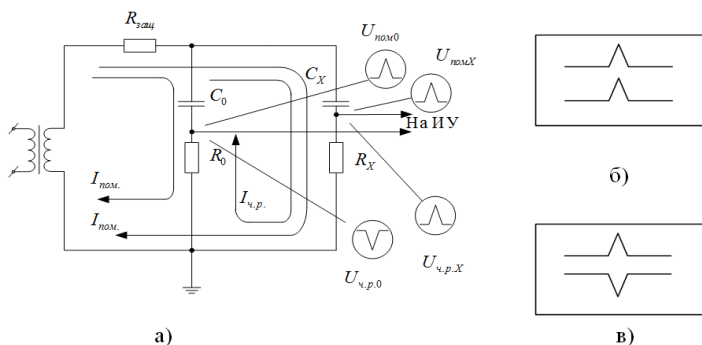 R защ
U пом0
U помX
C 0
C X
На ИУ
R 0
R X
I пом.
I ч.р.
I пом.
U ч.р.0
U ч.р.X
а)
б)
в)